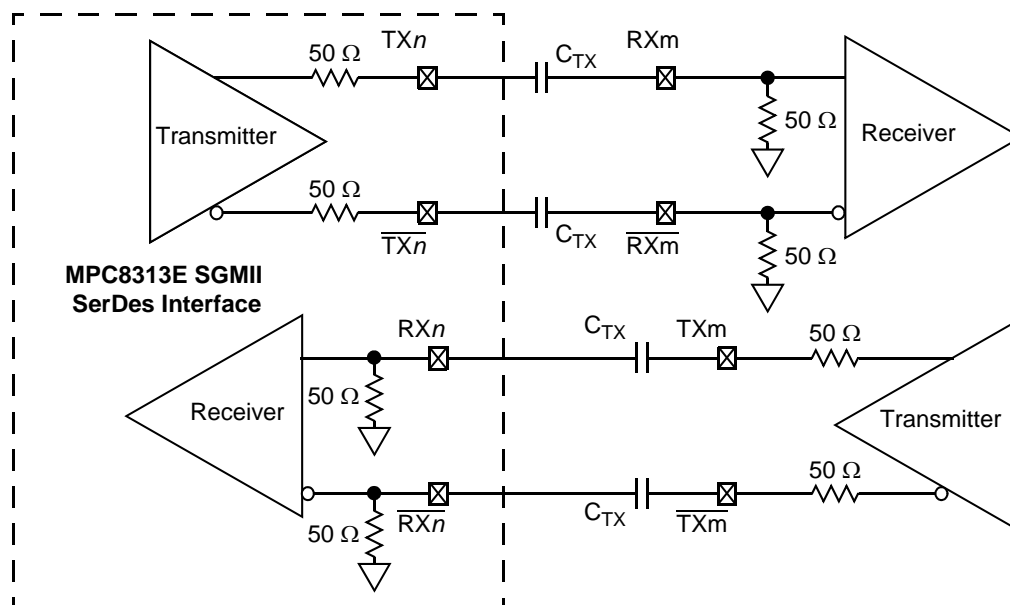 TXn
50 Ω
CTX
RXm
Transmitter
50 Ω
Receiver
50 Ω
TXn
CTX
RXm
50 Ω
MPC8313E SGMII
SerDes Interface
RXn
CTX
TXm
50 Ω
Receiver
50 Ω
Transmitter
50 Ω
RXn
CTX
TXm
50 Ω